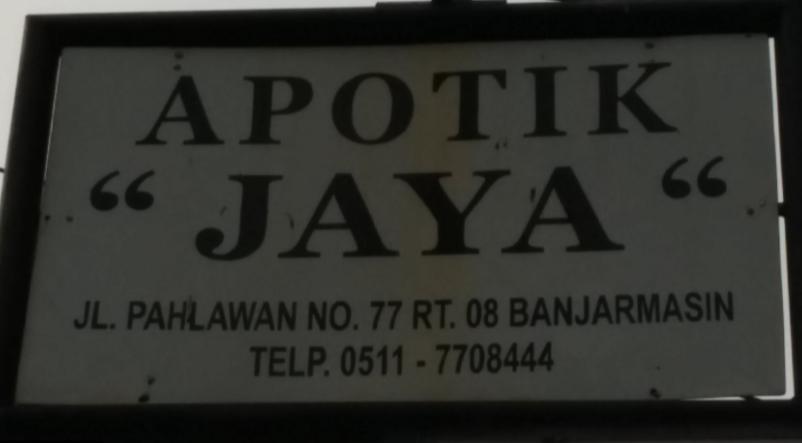 APOTIK
“ JAYA “
JL. PAHLAWAN NO. 77 RT. 08 BANJARMASIN
TELP. 0511 - 7708444